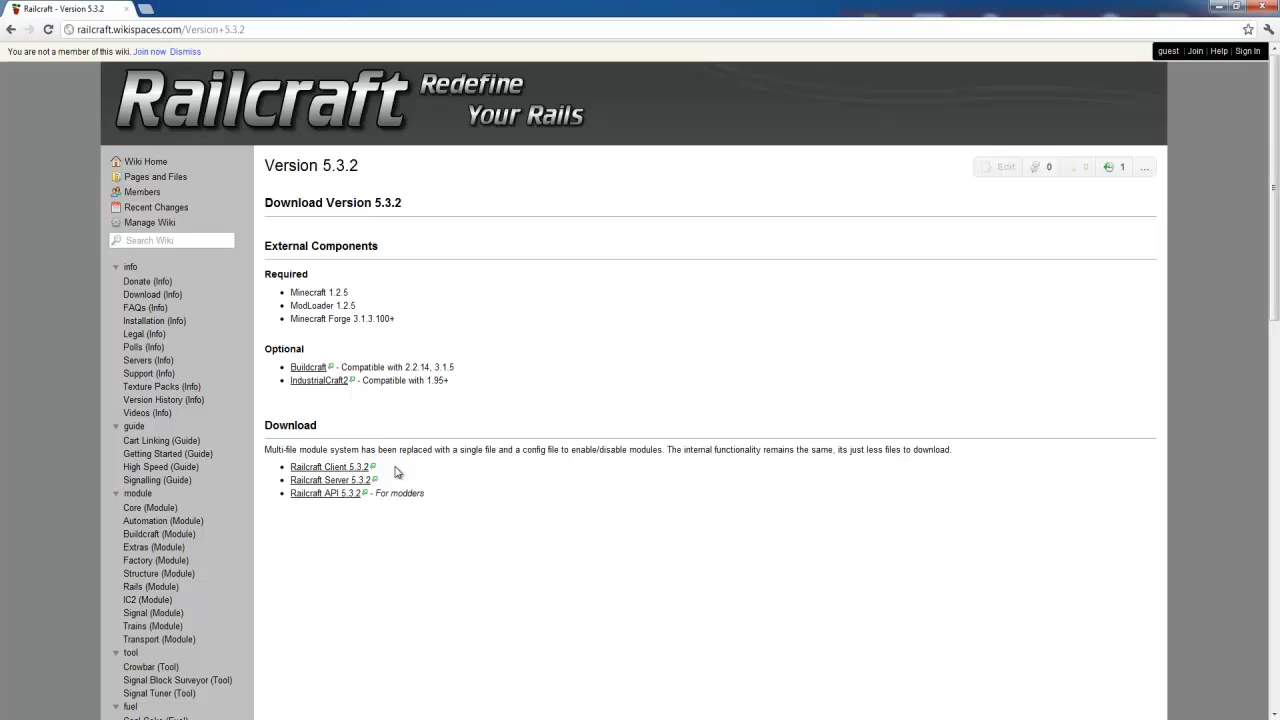 Railcraft - Version 5.3.2
railcraft.wikispaces.com/Version+5.3.2
You are not a member of this wiki. Join now Dismiss
guest | Join | Help | Sign In
Railcraft Redefine Your Rails
Wiki Home
Pages and Files
Members
Recent Changes
Manage Wiki
Search Wiki
info
Donate (Info)
Download (Info)
FAQs (Info)
Installation (Info)
Legal (Info)
Polls (Info)
Servers (Info)
Support (Info)
Texture Packs (Info)
Version History (Info)
Videos (Info)
guide
Cart Linking (Guide)
Getting Started (Guide)
High Speed (Guide)
Signalling (Guide)
module
Core (Module)
Automation (Module)
Buildcraft (Module)
Extras (Module)
Factory (Module)
Structure (Module)
Rails (Module)
IC2 (Module)
Signal (Module)
Trains (Module)
Transport (Module)
tool
Crowbar (Tool)
Signal Block Surveyor (Tool)
Signal Tuner (Tool)
fuel
Version 5.3.2
Edit 0 0 1 ...
Download Version 5.3.2
External Components
Required
Minecraft 1.2.5
ModLoader 1.2.5
Minecraft Forge 3.1.3.100+
Optional
Buildcraft - Compatible with 2.2.14, 3.1.5
IndustrialCraft2 - Compatible with 1.95+
Download
Multi-file module system has been replaced with a single file and a config file to enable/disable modules. The internal functionality remains the same, its just less files to download.
Railcraft Client 5.3.2
Railcraft Server 5.3.2
Railcraft API 5.3.2 - For modders